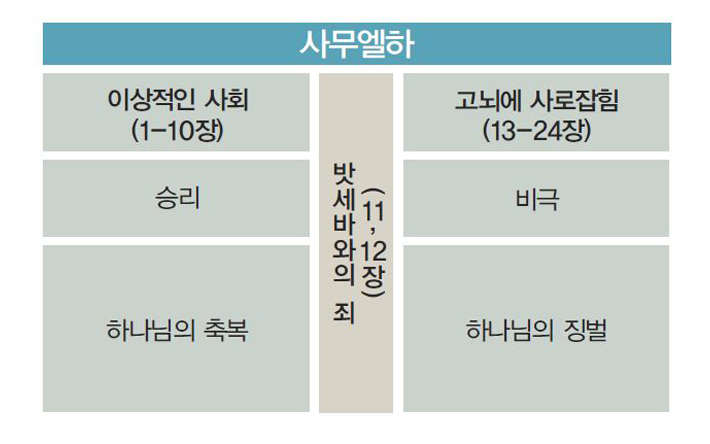 사무엘하
이상적인 사회
(1-10장)
승리
하나님의 축복
밧세바와의 죄
(11, 12장)
고뇌에 사로잡힘
(13-24장)
비극
하나님의 징벌